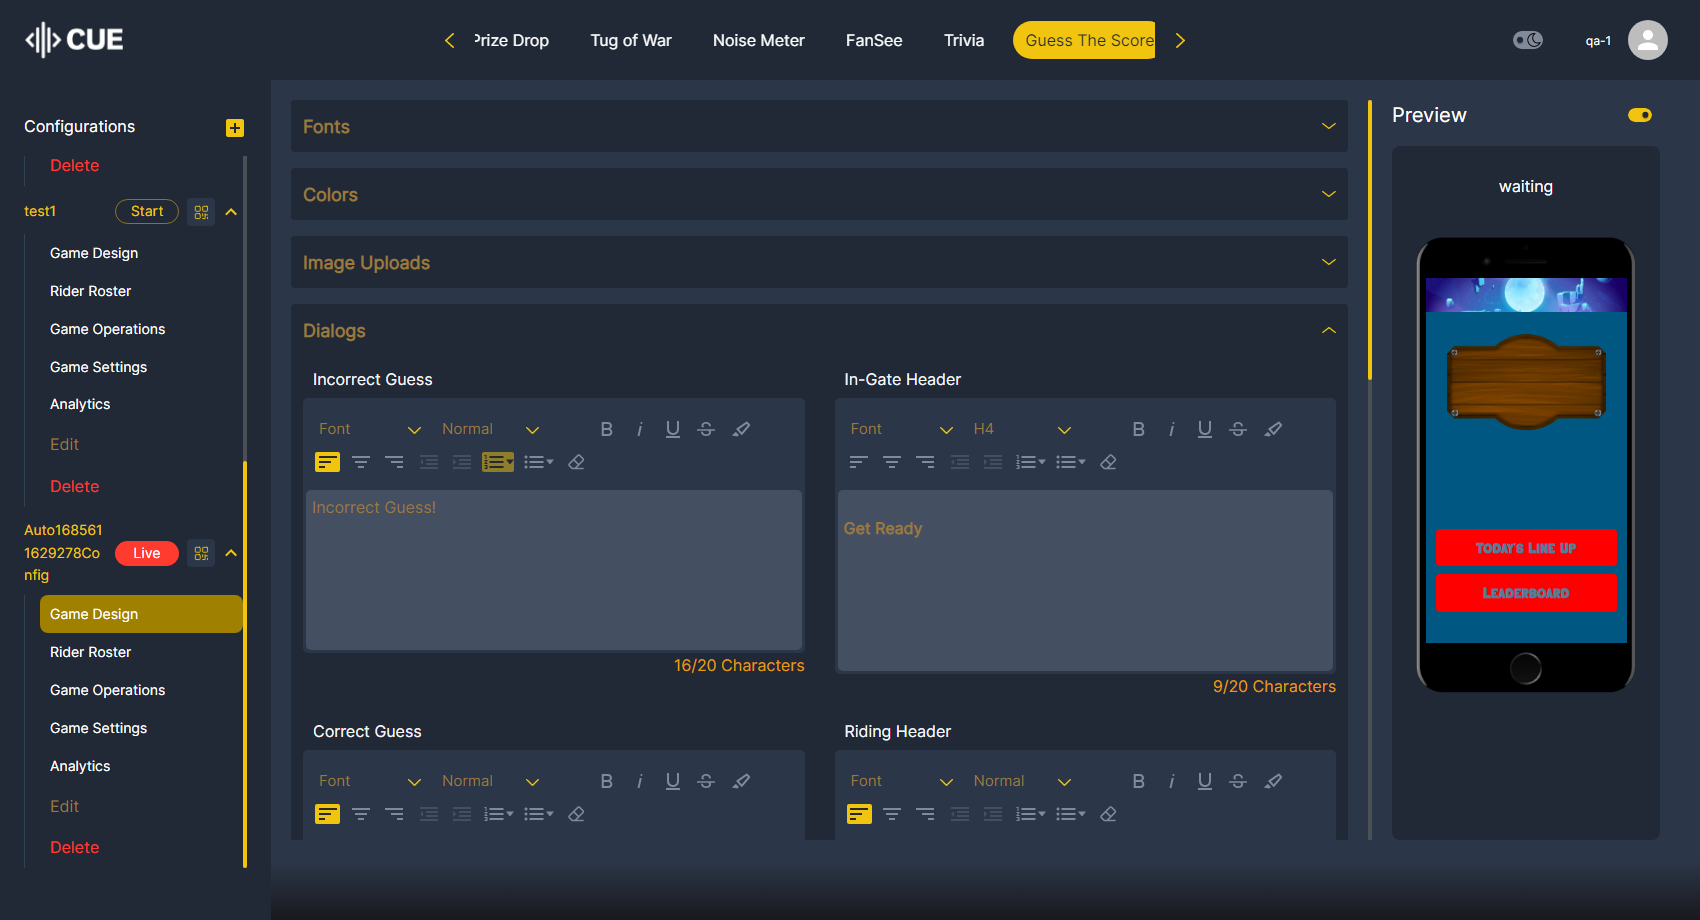 CUE
Prize Drop
Tug of War
Noise Meter
FanSee
Trivia
Guess The Score
qa-1
Configurations
Delete
test1
Start
Game Design
Rider Roster
Game Operations
Game Settings
Analytics
Edit
Delete
Auto168561
1629278Co
nfig
Live
Game Design
Rider Roster
Game Operations
Game Settings
Analytics
Edit
Delete
Fonts
Colors
Image Uploads
Dialogs
Incorrect Guess
Font
Normal
Incorrect Guess!
16/20 Characters
In-Gate Header
Font
H4
Get Ready
9/20 Characters
Correct Guess
Font
Normal
Riding Header
Font
Normal
Preview
waiting
Today's Line Up
Leaderboard